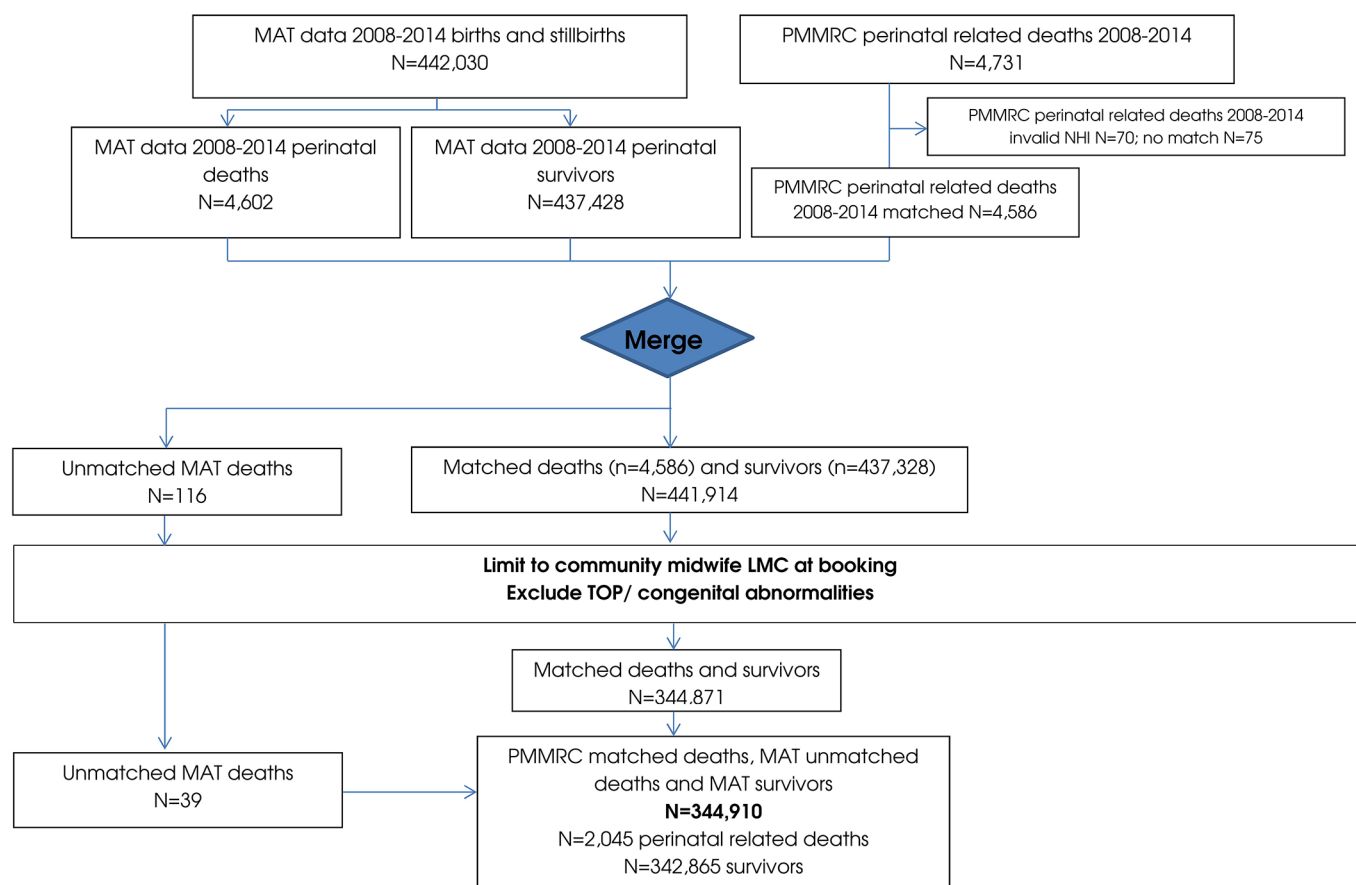 MAT data 2008-2014 births and stillbirths
N=442,030
PMMRC perinatal related deaths 2008-2014
N=4,731
PMMRC perinatal related deaths 2008-2014
invalid NHI N=70; no match N=75
MAT data 2008-2014 perinatal
deaths
N=4,602
MAT data 2008-2014 perinatal
survivors
N=437,428
PMMRC perinatal related deaths
2008-2014 matched N=4,586
Merge
Unmatched MAT deaths
N=116
Matched deaths (n=4,586) and survivors (n=437,328)
N=441,914
Limit to community midwife LMC at booking
Exclude TOP/ congenital abnormalities
Matched deaths and survivors
N=344,871
Unmatched MAT deaths
N=39
PMMRC matched deaths, MAT unmatched
deaths and MAT survivors
N=344,910
N=2,045 perinatal related deaths
N=342,865 survivors